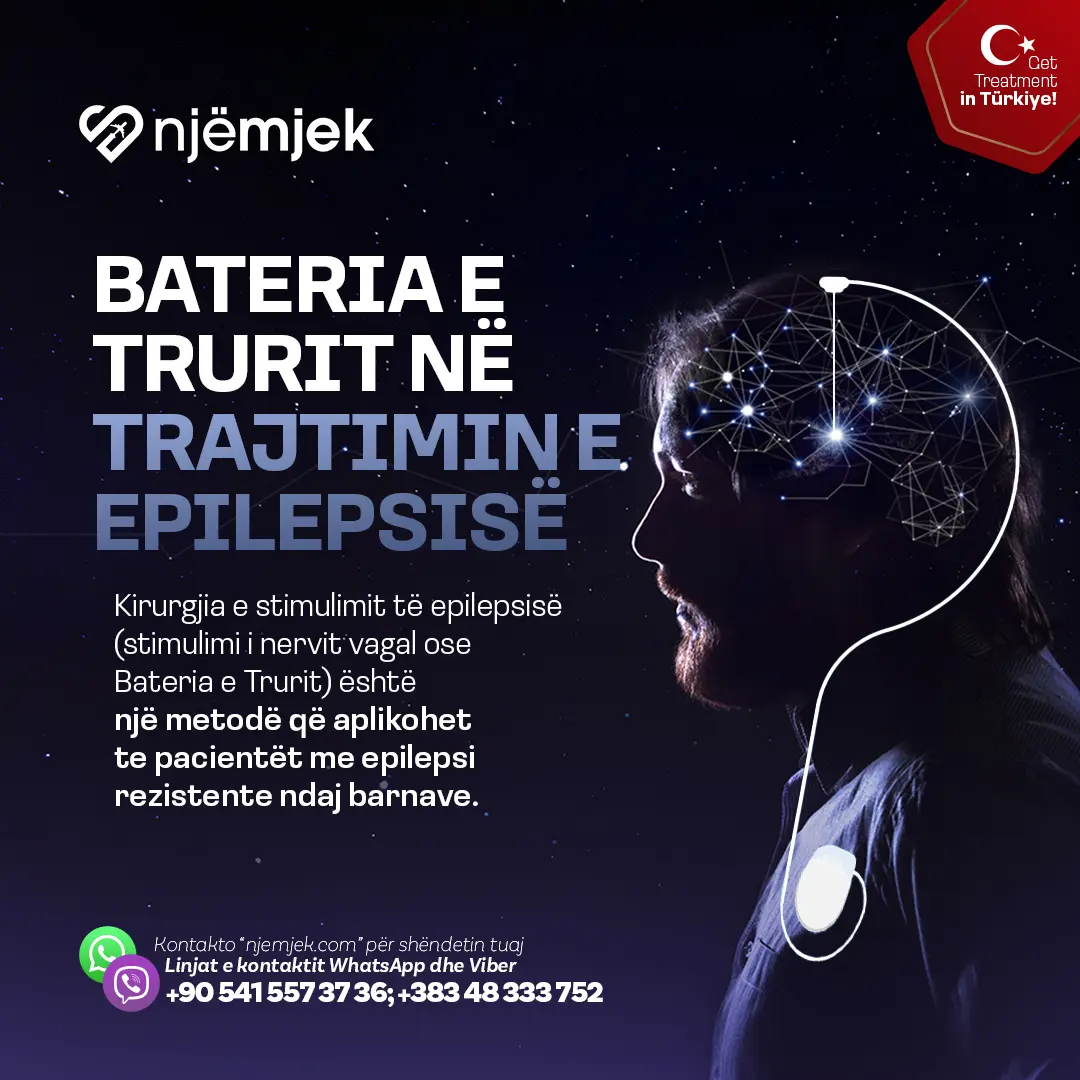 njëmjek
Get
Treatment
in Türkiye!
BATERIA E
TRURIT NË
TRAJTIMIN E
EPILEPSISË
Kirurgjia e stimulimit të epilepsisë
(stimulimi i nervit vagal ose
Bateria e Trurit) është
një metodë që aplikohet
te pacientët me epilepsi
rezistente ndaj barnave.
Kontakto “njemjek.com” për shëndetin tuaj
Linjat e kontaktit WhatsApp dhe Viber
+90 541 557 37 36; +383 48 333 752